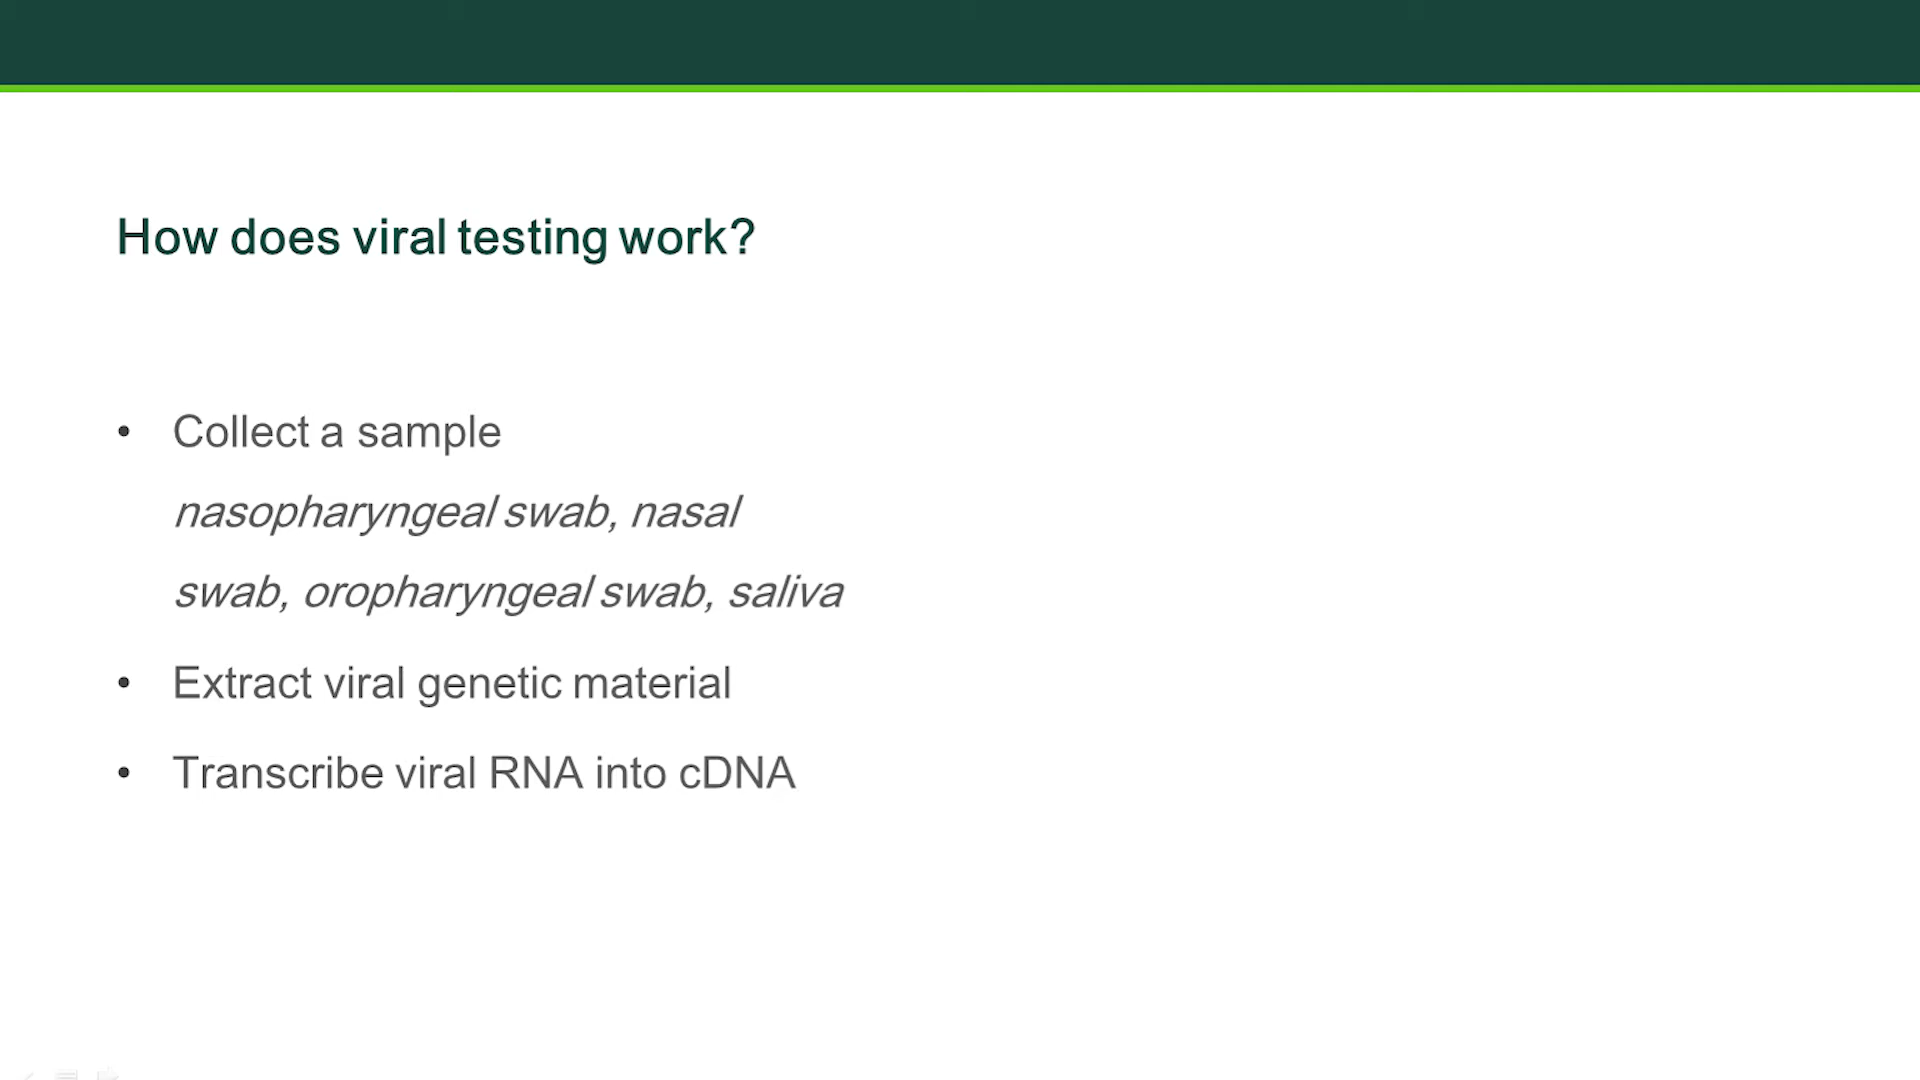 How does viral testing work?
• Collect a sample
nasopharyngeal swab, nasal
swab, oropharyngeal swab, saliva
• Extract viral genetic material
• Transcribe viral RNA into cDNA